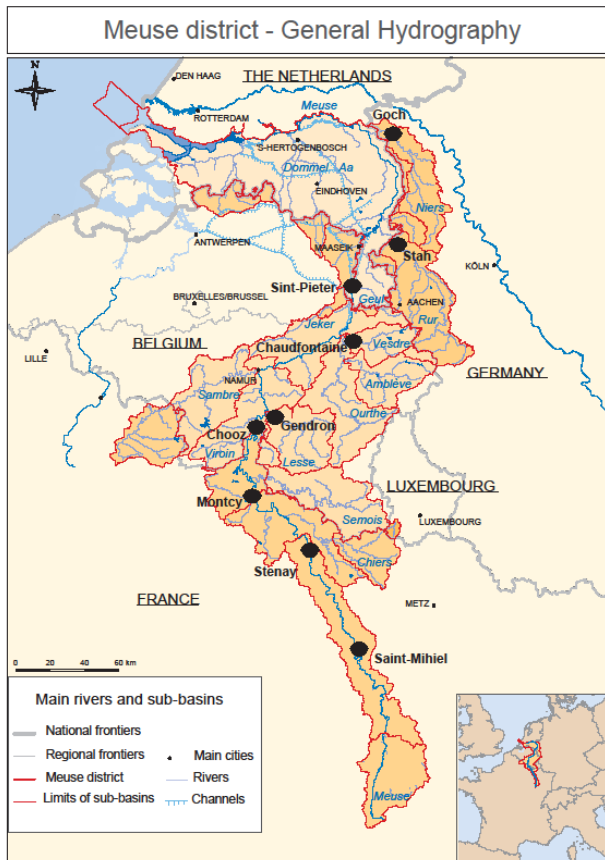 Meuse district - General Hydrography
DEN HAAG
THE NETHERLANDS
ROTTERDAM
Meuse
Goch
'S-HERTOGENBOSCH
Dommel
Aa
EINDHOVEN
Niers
ANTWERPEN
MAASEIK
Stah
KÖLN
Sint-Pieter
BRUXELLES/BRUSSEL
Geul
AACHEN
Jeker
Rur
BELGIUM
Chaudfontaine
Vesdre
LILLE
GERMANY
NAMUR
Amblève
Sambre
Ourthe
Gendron
Chooz
Viroin
Lesse
LUXEMBOURG
Montcy
Semois
LUXEMBOURG
Stenay
Chiers
FRANCE
METZ
Saint-Mihiel
0 20 40 60 km
Main rivers and sub-basins
National frontiers
Regional frontiers
Main cities
Meuse district
Rivers
Limits of sub-basins
Channels
Meuse